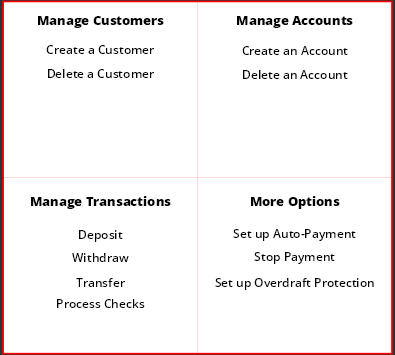 Manage Customers
Create a Customer
Delete a Customer
Manage Accounts
Create an Account
Delete an Account
Manage Transactions
Deposit
Withdraw
Transfer
Process Checks
More Options
Set up Auto-Payment
Stop Payment
Set up Overdraft Protection